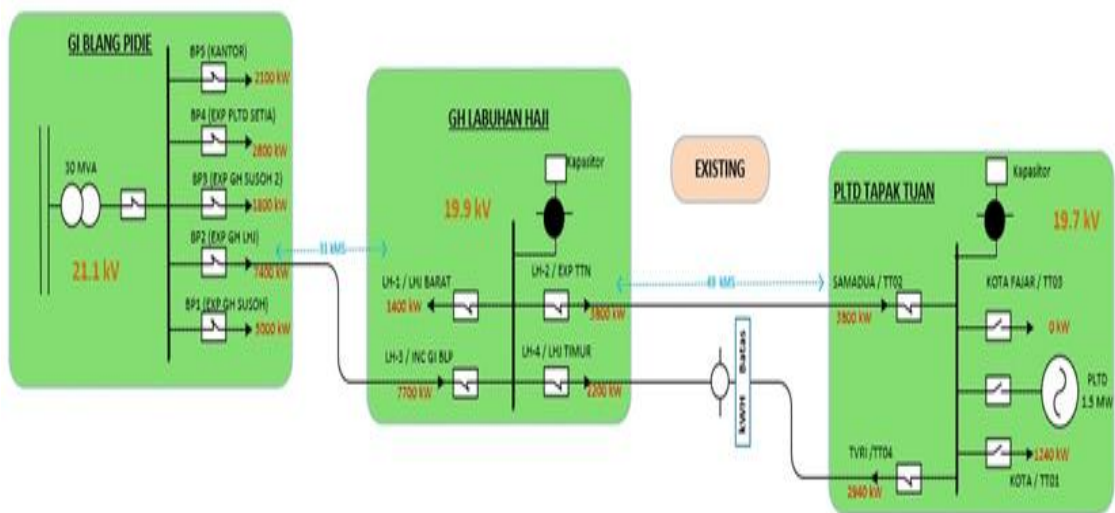 GI BLANG PIDIE
30 MVA
21.1 kV
BP5 (KANTOR)
2100 kW
BP4 (EXP PLTD SETIA)
2800 kW
BP3 (EXP GH SUSOH 2)
1800 kW
BP2 (EXP GH LHJ)
7400 kW
BP1 (EXP GH SUSOH)
31 kMS
GH LABUHAN HAJI
Kapasitor
19.9 kV
LH-1 / LHJ BARAT
1400 kW
LH-2 / EXP TTN
3800 kW
LH-3 / INC GI BLP
7700 kW
LH-4 / LHJ TIMUR
2200 kW
EXISTING
kMS
kWH Batas
PLTD TAPAK TUAN
Kapasitor
19.7 kV
SAMADUA / TT02
3800 kW
KOTA FAJAR / TT03
0 kW
PLTD
1.5 MW
TVRI /TT04
2940 kW
1240 kW
KOTA / TT01